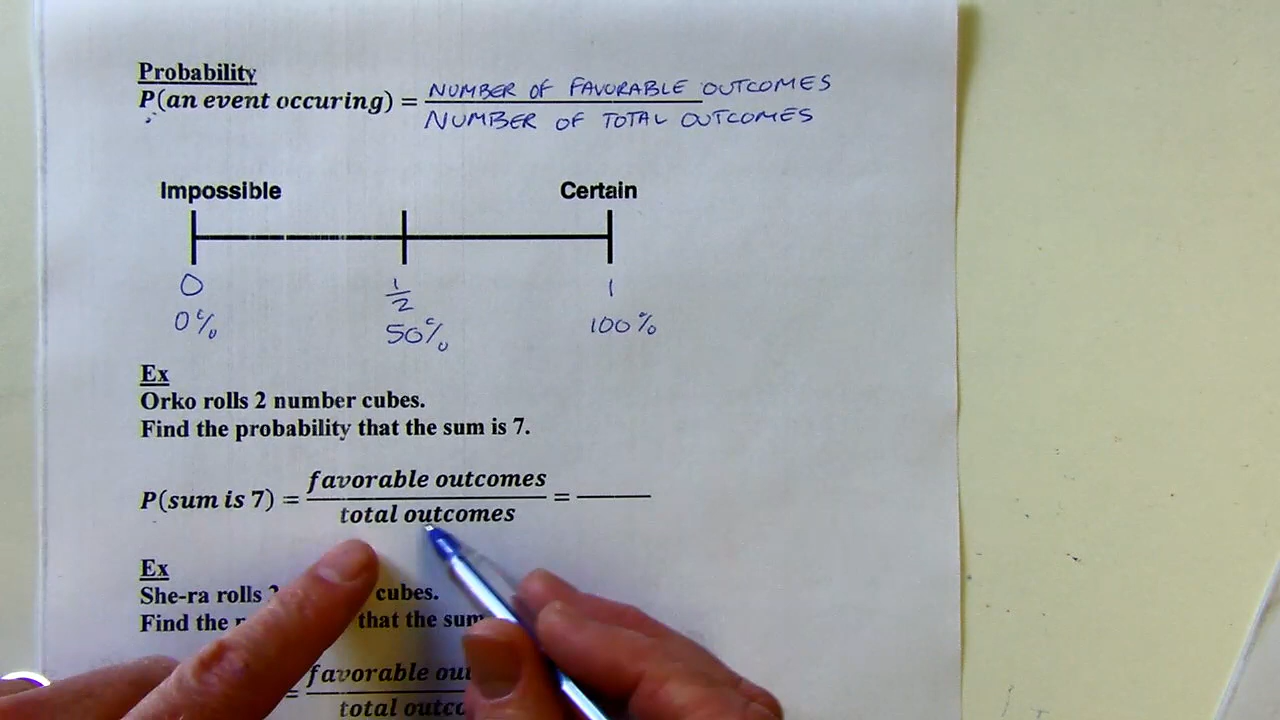 Probability
P(an event occuring) = NUMBER OF FAVORABLE OUTCOMES
NUMBER OF TOTAL OUTCOMES
Impossible Certain
0 1/2 1
0% 50% 100%
Ex
Orko rolls 2 number cubes.
Find the probability that the sum is 7.
P(sum is 7) = favorable outcomes = ———
total outcomes
Ex
She-ra rolls cubes.
Find the that the sum
= favorable
total